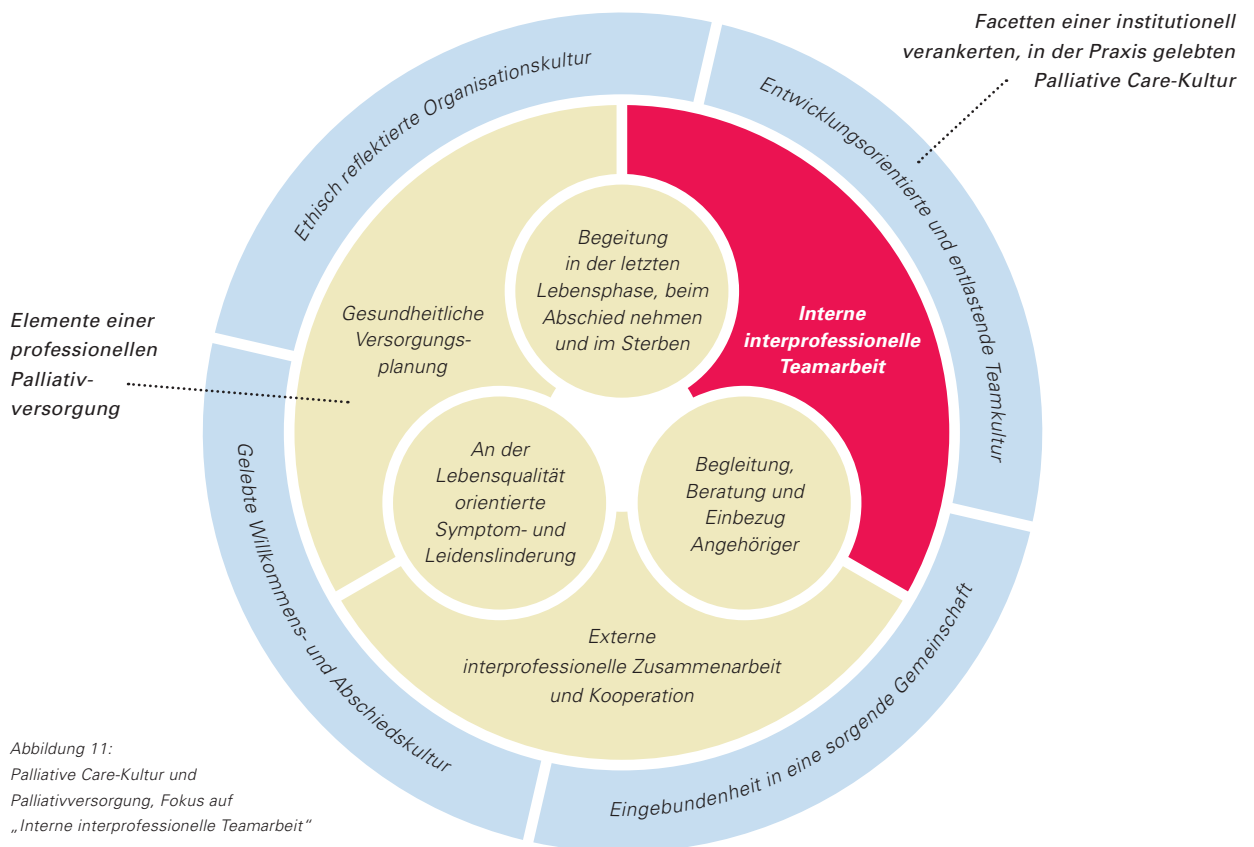 Facetten einer institutionell
verankerten, in der Praxis gelebten
Palliative Care-Kultur
Ethisch reflektierte Organisationskultur
Entwicklungsorientierte und entlastende Teamkultur
Begeitung
in der letzten
Lebensphase, beim
Abschied nehmen
und im Sterben
Gesundheitliche
Versorgungs-
planung
Interne
interprofessionelle
Teamarbeit
Elemente einer
professionellen
Palliativ-
versorgung
An der
Lebensqualität
orientierte
Symptom- und
Leidenslinderung
Begleitung,
Beratung und
Einbezug
Angehöriger
Gelebte Willkommens- und Abschiedskultur
Externe
interprofessionelle Zusammenarbeit
und Kooperation
Eingebundenheit in eine sorgende Gemeinschaft
Abbildung 11:
Palliative Care-Kultur und
Palliativversorgung, Fokus auf
„Interne interprofessionelle Teamarbeit“